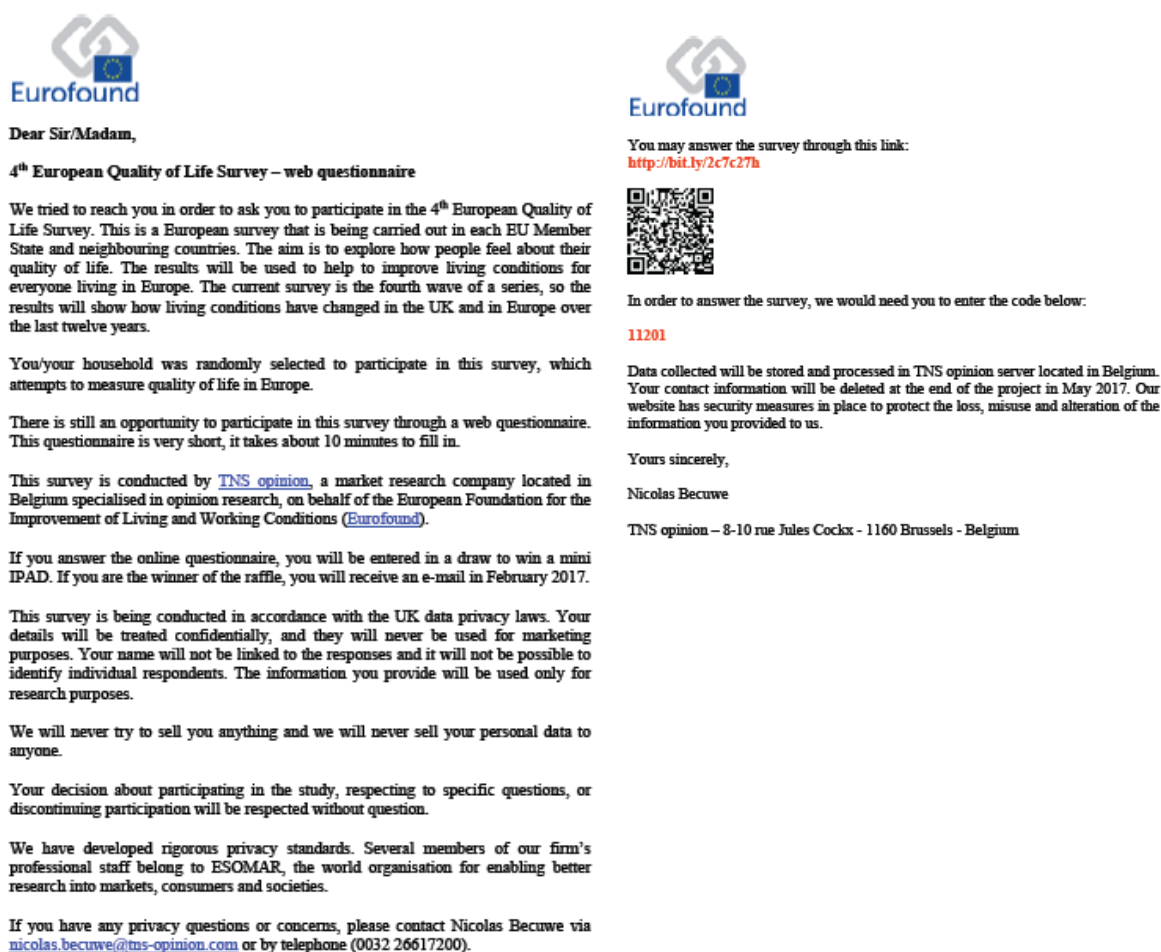 Eurofound
Dear Sir/Madam,
4th European Quality of Life Survey – web questionnaire
We tried to reach you in order to ask you to participate in the 4th European Quality of
Life Survey. This is a European survey that is being carried out in each EU Member
State and neighbouring countries. The aim is to explore how people feel about their
quality of life. The results will be used to help to improve living conditions for
everyone living in Europe. The current survey is the fourth wave of a series, so the
results will show how living conditions have changed in the UK and in Europe over
the last twelve years.
You/your household was randomly selected to participate in this survey, which
attempts to measure quality of life in Europe.
There is still an opportunity to participate in this survey through a web questionnaire.
This questionnaire is very short, it takes about 10 minutes to fill in.
This survey is conducted by TNS opinion, a market research company located in
Belgium specialised in opinion research, on behalf of the European Foundation for the
Improvement of Living and Working Conditions (Eurofound).
If you answer the online questionnaire, you will be entered in a draw to win a mini
IPAD. If you are the winner of the raffle, you will receive an e-mail in February 2017.
This survey is being conducted in accordance with the UK data privacy laws. Your
details will be treated confidentially, and they will never be used for marketing
purposes. Your name will not be linked to the responses and it will not be possible to
identify individual respondents. The information you provide will be used only for
research purposes.
We will never try to sell you anything and we will never sell your personal data to
anyone.
Your decision about participating in the study, respecting to specific questions, or
discontinuing participation will be respected without question.
We have developed rigorous privacy standards. Several members of our firm's
professional staff belong to ESOMAR, the world organisation for enabling better
research into markets, consumers and societies.
If you have any privacy questions or concerns, please contact Nicolas Becuwe via
nicolas.becuwe@tns-opinion.com or by telephone (0032 26617200).
Eurofound
You may answer the survey through this link:
http://bit.ly/2c7c27h
In order to answer the survey, we would need you to enter the code below:
11201
Data collected will be stored and processed in TNS opinion server located in Belgium.
Your contact information will be deleted at the end of the project in May 2017. Our
website has security measures in place to protect the loss, misuse and alteration of the
information you provided to us.
Yours sincerely,
Nicolas Becuwe
TNS opinion – 8-10 rue Jules Cockx - 1160 Brussels - Belgium